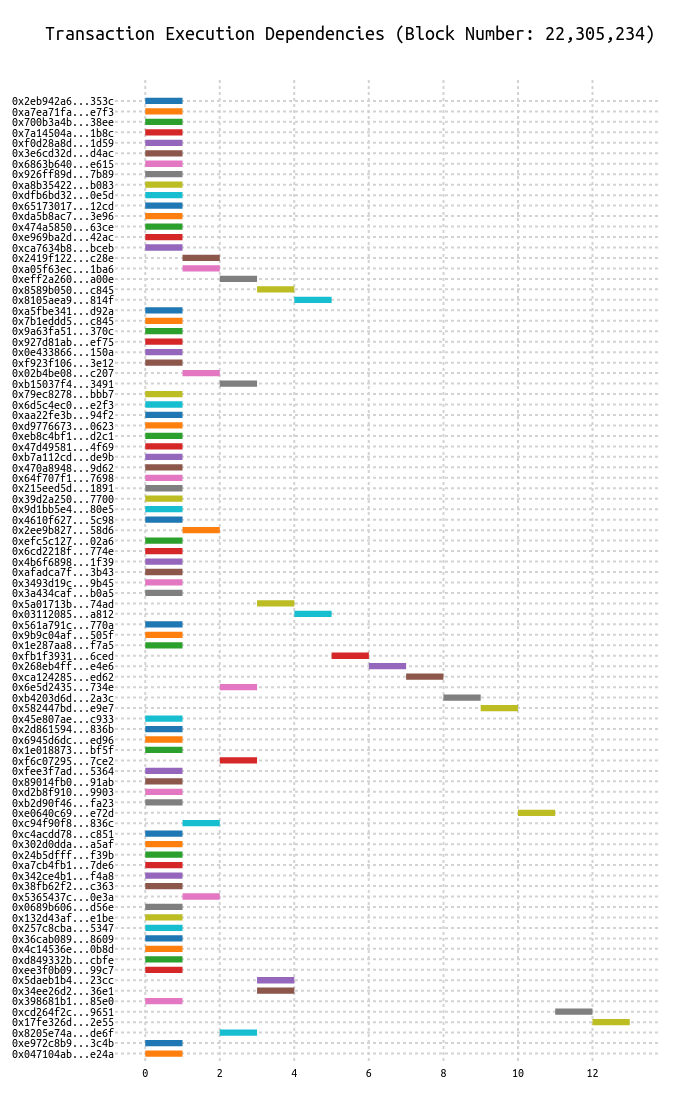 Transaction Execution Dependencies (Block Number: 22,305,234)
0x2eb942a6...353c
0xa7ea71fa...e7f3
0x700b3a4b...38ee
0x7a14504a...1b8c
0xf0d28a8d...1d59
0x3e6cd32d...d4ac
0x6863b640...e615
0x926ff89d...7b89
0xa8b35422...b083
0xdfb6bd32...0e5d
0x65173017...12cd
0xda5b8ac7...3e96
0x474a5850...63ce
0xe969ba2d...42ac
0xca7634b8...bceb
0x2419f122...c28e
0xa05f63ec...1ba6
0xeff2a260...a00e
0x8589b050...c845
0x8105aea9...814f
0xa5fbe341...d92a
0x7b1eddd5...c845
0x9a63fa51...370c
0x927d81ab...ef75
0x0e433866...150a
0xf923f106...3e12
0x02b4be08...c207
0xb15037f4...3491
0x79ec8278...bbb7
0x6d5c4ec0...e2f3
0xaa22fe3b...94f2
0xd9776673...0623
0xeb8c4bf1...d2c1
0x47d49581...4f69
0xb7a112cd...de9b
0x470a8948...9d62
0x64f707f1...7698
0x215eed5d...1891
0x39d2a250...7700
0x9d1bb5e4...80e5
0x4610f627...5c98
0x2ee9b827...58d6
0xefc5c127...02a6
0x6cd2218f...774e
0x4b6f6898...1f39
0xafadca7f...3b43
0x3493d19c...9b45
0x3a434caf...b0a5
0x5a01713b...74ad
0x03112085...a812
0x561a791c...770a
0x9b9c04af...505f
0x1e287aa8...f7a5
0xfb1f3931...6ced
0x268eb4ff...e4e6
0xca124285...ed62
0x6e5d2435...734e
0xb4203d6d...2a3c
0x582447bd...e9e7
0x45e807ae...c933
0x2d861594...836b
0x6945d6dc...ed96
0x1e018873...bf5f
0xf6c07295...7ce2
0xfee3f7ad...5364
0x89014fb0...91ab
0xd2b8f910...9903
0xb2d90f46...fa23
0xe0640c69...e72d
0xc94f90f8...836c
0xc4acdd78...c851
0x302d0dda...a5af
0x24b5dfff...f39b
0xa7cb4fb1...7de6
0x342ce4b1...f4a8
0x38fb62f2...c363
0x5365437c...0e3a
0x0689b606...d56e
0x132d43af...e1be
0x257c8cba...5347
0x36cab089...8609
0x4c14536e...0b8d
0xd849332b...cbfe
0xee3f0b09...99c7
0x5daeb1b4...23cc
0x34ee26d2...36e1
0x398681b1...85e0
0xcd264f2c...9651
0x17fe326d...2e55
0x8205e74a...de6f
0xe972c8b9...3c4b
0x047104ab...e24a
0 2 4 6 8 10 12